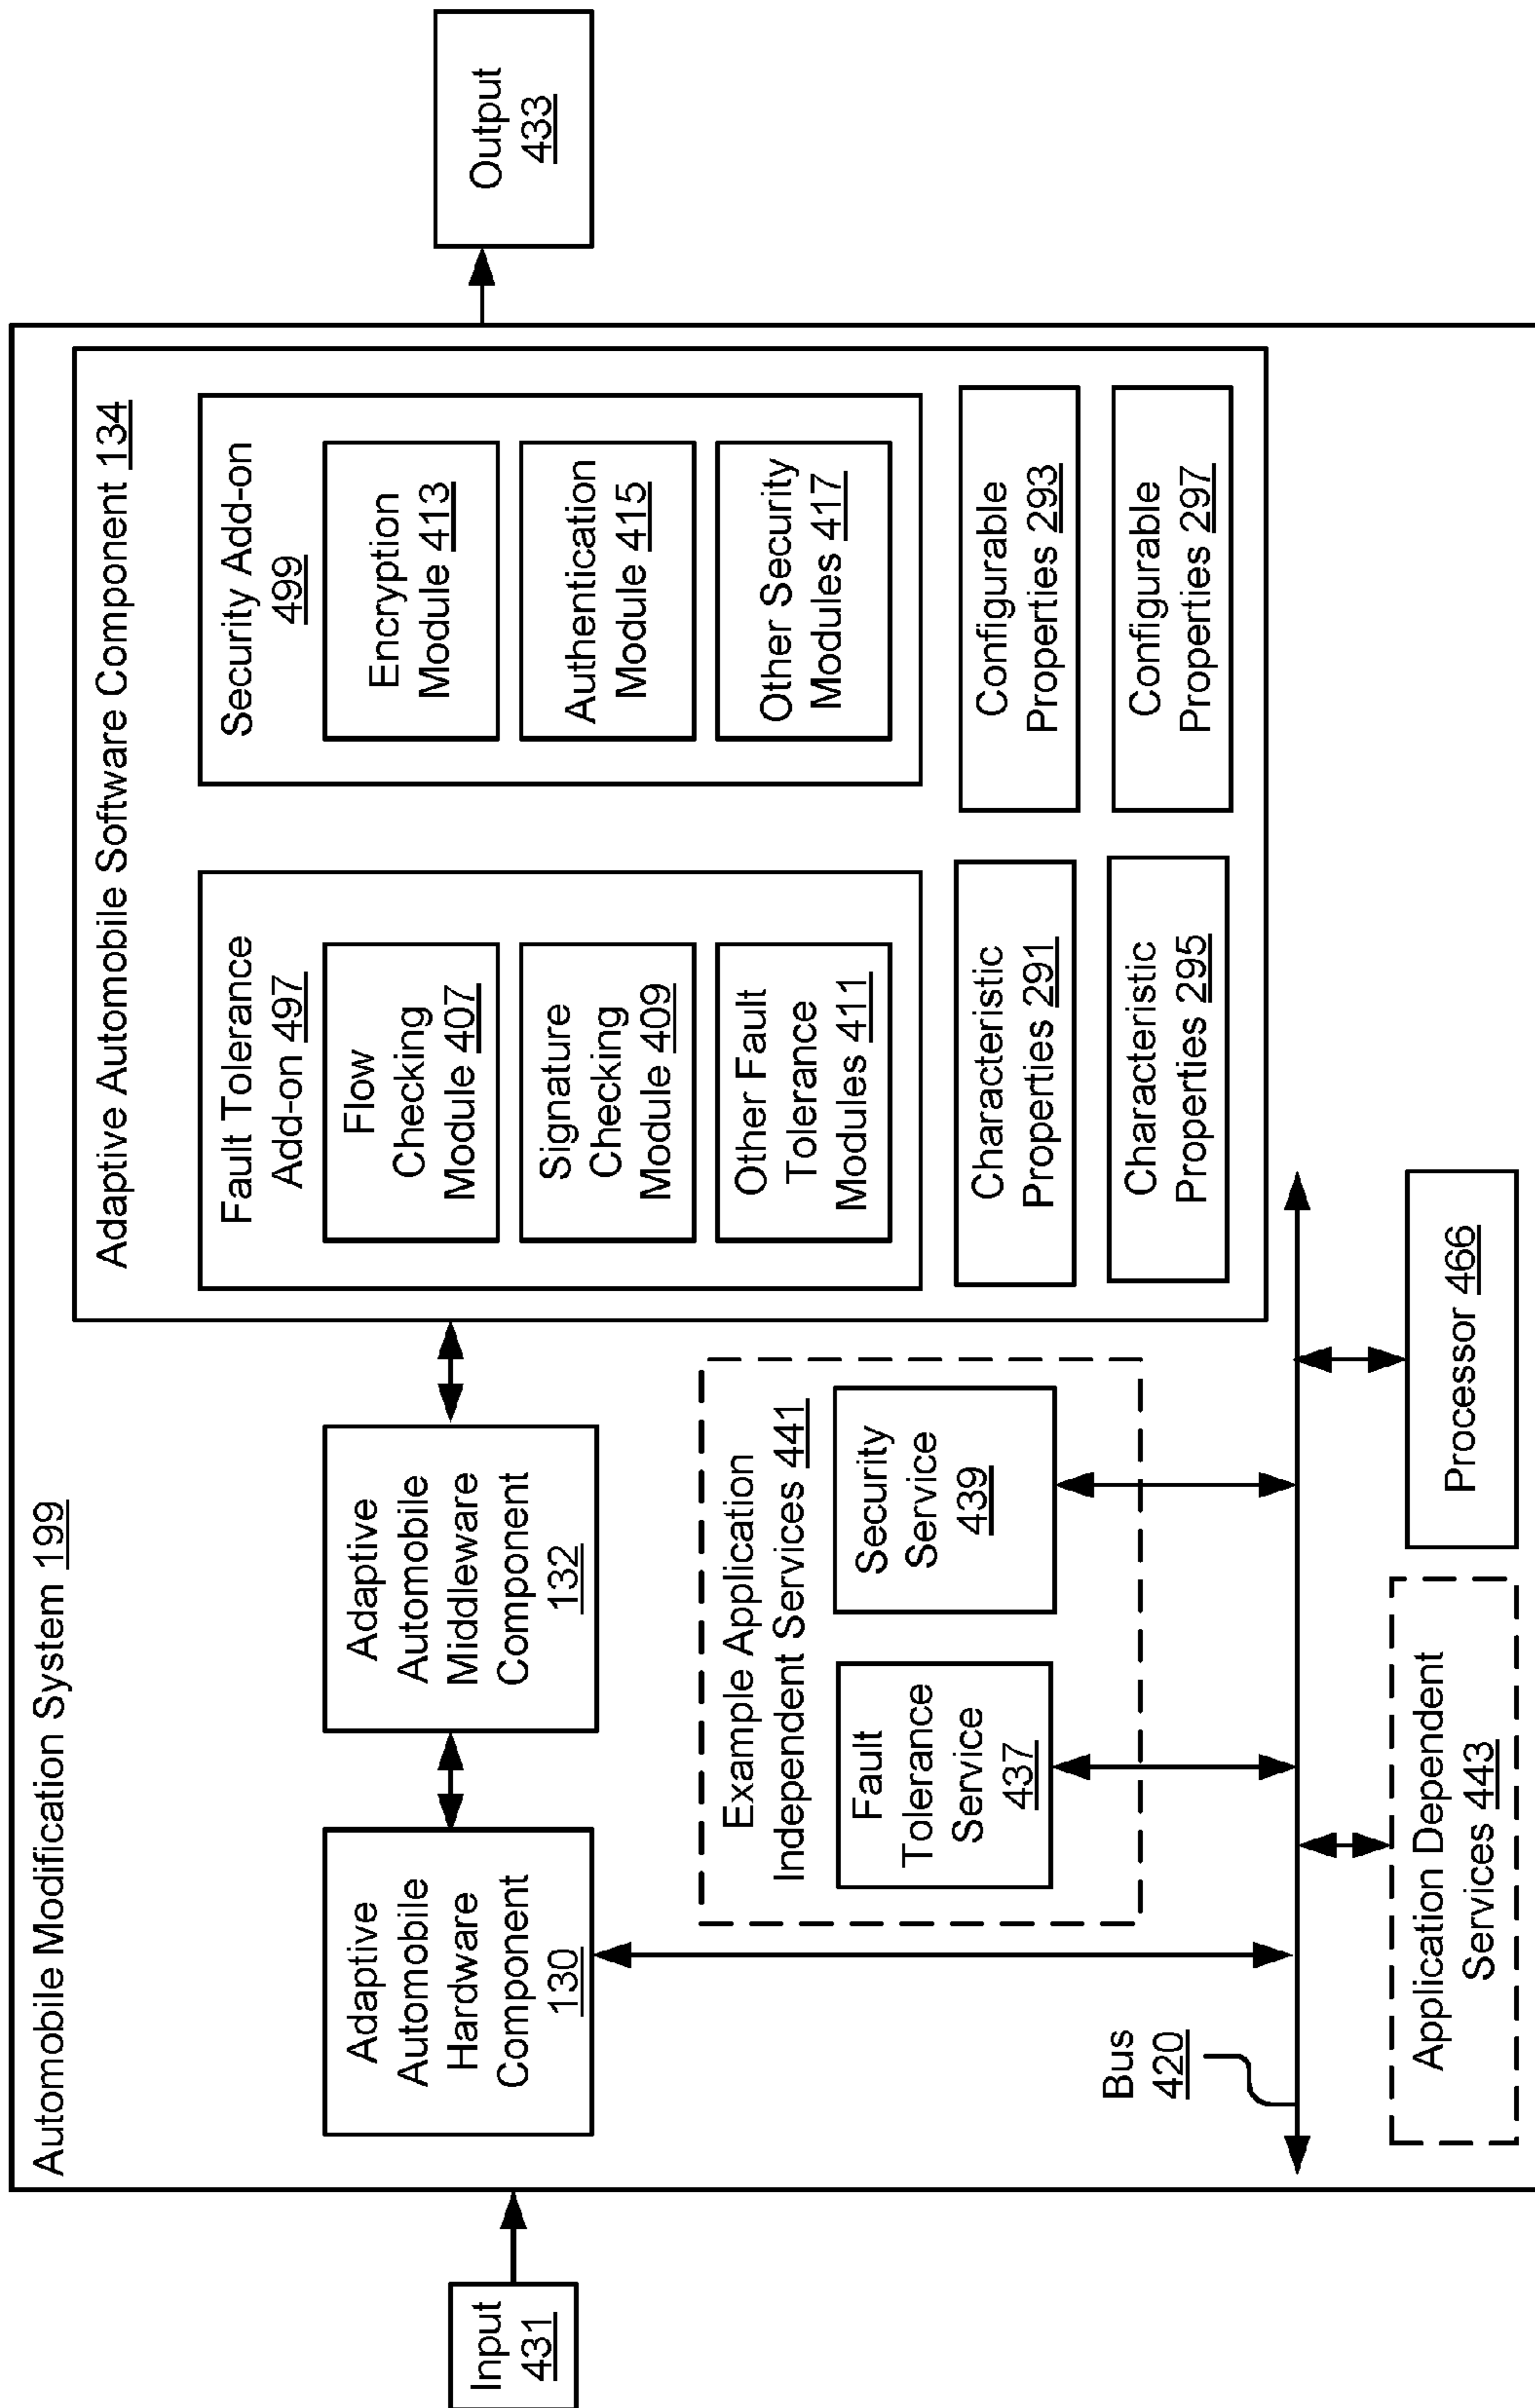 Automobile Modification System 199
Input
431
Adaptive
Automobile
Hardware
Component
130
Adaptive
Automobile
Middleware
Component
132
Adaptive Automobile Software Component 134
Fault Tolerance
Add-on 497
Flow
Checking
Module 407
Signature
Checking
Module 409
Other Fault
Tolerance
Modules 411
Security Add-on
499
Encryption
Module 413
Authentication
Module 415
Other Security
Modules 417
Characteristic
Properties 291
Configurable
Properties 293
Characteristic
Properties 295
Configurable
Properties 297
Output
433
Example Application
Independent Services 441
Fault
Tolerance
Service
437
Security
Service
439
Bus
420
Application Dependent
Services 443
Processor 466